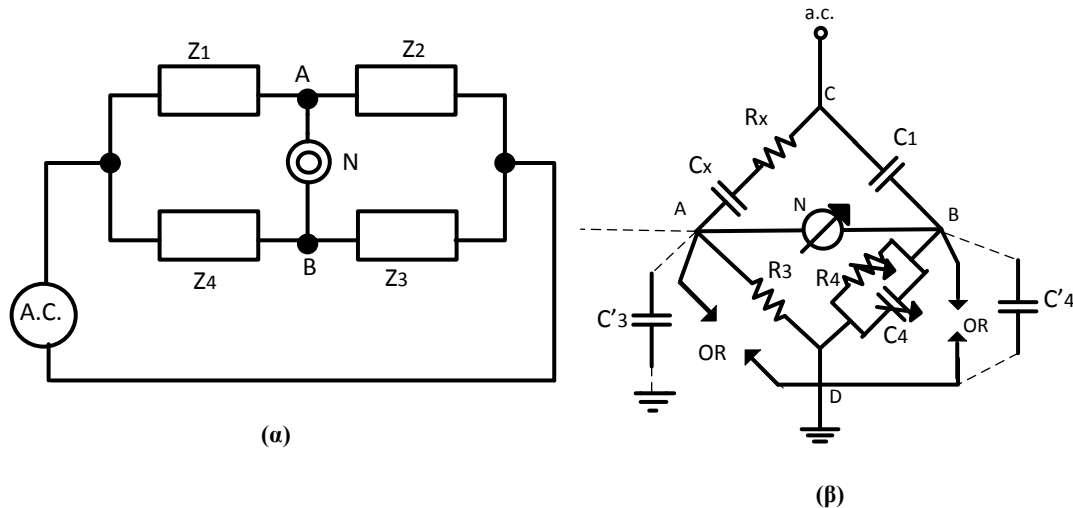 Z1
Z2
A
N
B
Z4
Z3
A.C.
(α)
a.c.
C
Rx
C1
Cx
A
N
B
R3
R4
C4
C'3
OR
OR
C'4
D
(β)